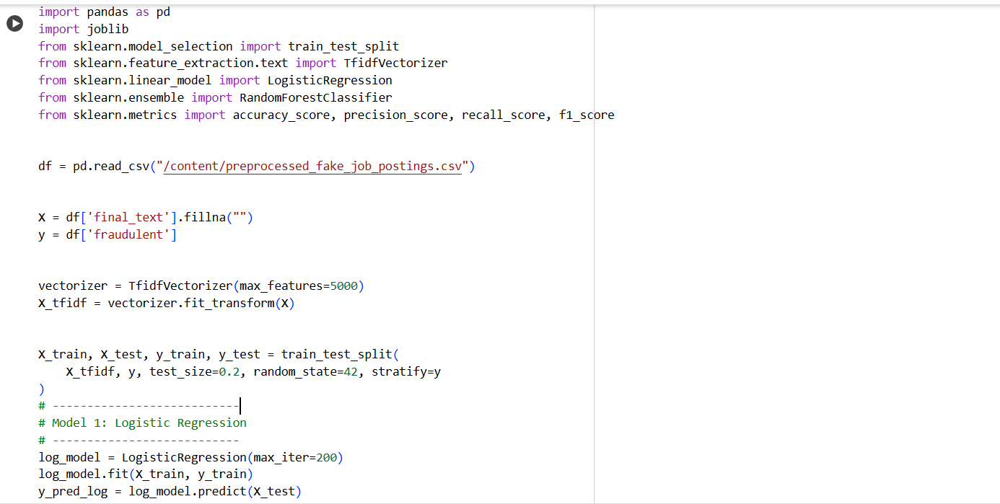 import pandas as pd
import joblib
from sklearn.model_selection import train_test_split
from sklearn.feature_extraction.text import TfidfVectorizer
from sklearn.linear_model import LogisticRegression
from sklearn.ensemble import RandomForestClassifier
from sklearn.metrics import accuracy_score, precision_score, recall_score, f1_score
df = pd.read_csv("/content/preprocessed_fake_job_postings.csv")
X = df['final_text'].fillna("")
y = df['fraudulent']
vectorizer = TfidfVectorizer(max_features=5000)
X_tfidf = vectorizer.fit_transform(X)
X_train, X_test, y_train, y_test = train_test_split(
    X_tfidf, y, test_size=0.2, random_state=42, stratify=y
)
# ---------------------------
# Model 1: Logistic Regression
# ---------------------------
log_model = LogisticRegression(max_iter=200)
log_model.fit(X_train, y_train)
y_pred_log = log_model.predict(X_test)